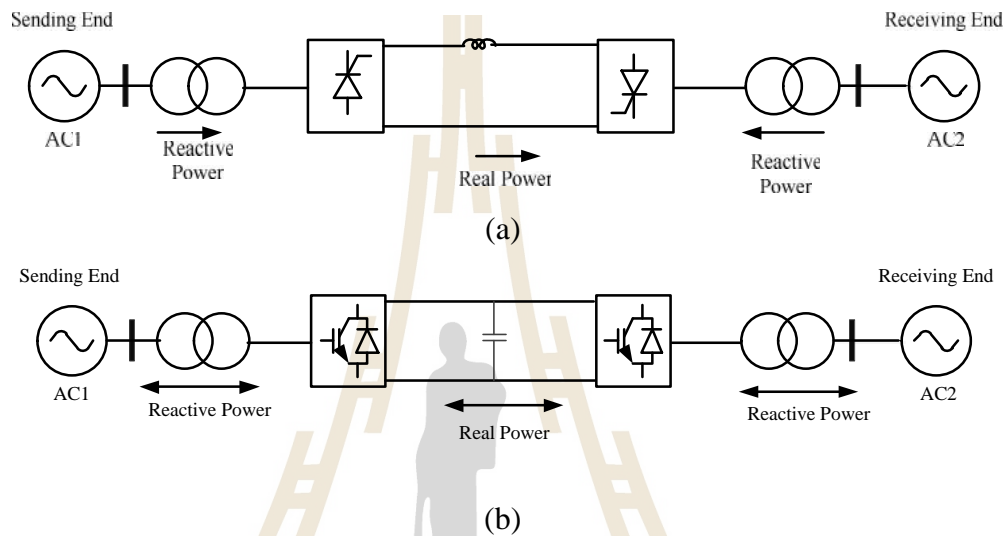 Sending End
Receiving End
AC1
AC2
Reactive
Power
Real Power
Reactive
Power
(a)
Sending End
Receiving End
AC1
Reactive Power
Real Power
Reactive Power
AC2
(b)